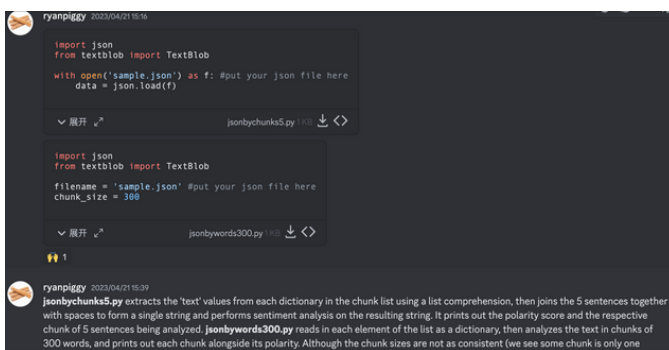 ryanpiggy 2023/04/21 15:16
import json
from textblob import TextBlob
with open('sample.json') as f: #put your json file here
data = json.load(f)
展开
jsonbychunks5.py 1 KB
import json
from textblob import TextBlob
filename = 'sample.json' #put your json file here
chunk_size = 300
展开
jsonbywords300.py 1 KB
1
ryanpiggy 2023/04/21 15:39
jsonbychunks5.py extracts the 'text' values from each dictionary in the chunk list using a list comprehension, then joins the 5 sentences together
with spaces to form a single string and performs sentiment analysis on the resulting string. It prints out the polarity score and the respective
chunk of 5 sentences being analyzed. jsonbywords300.py reads in each element of the list as a dictionary, then analyzes the text in chunks of
300 words, and prints out each chunk alongside its polarity. Although the chunk sizes are not as consistent (we see some chunk is only one